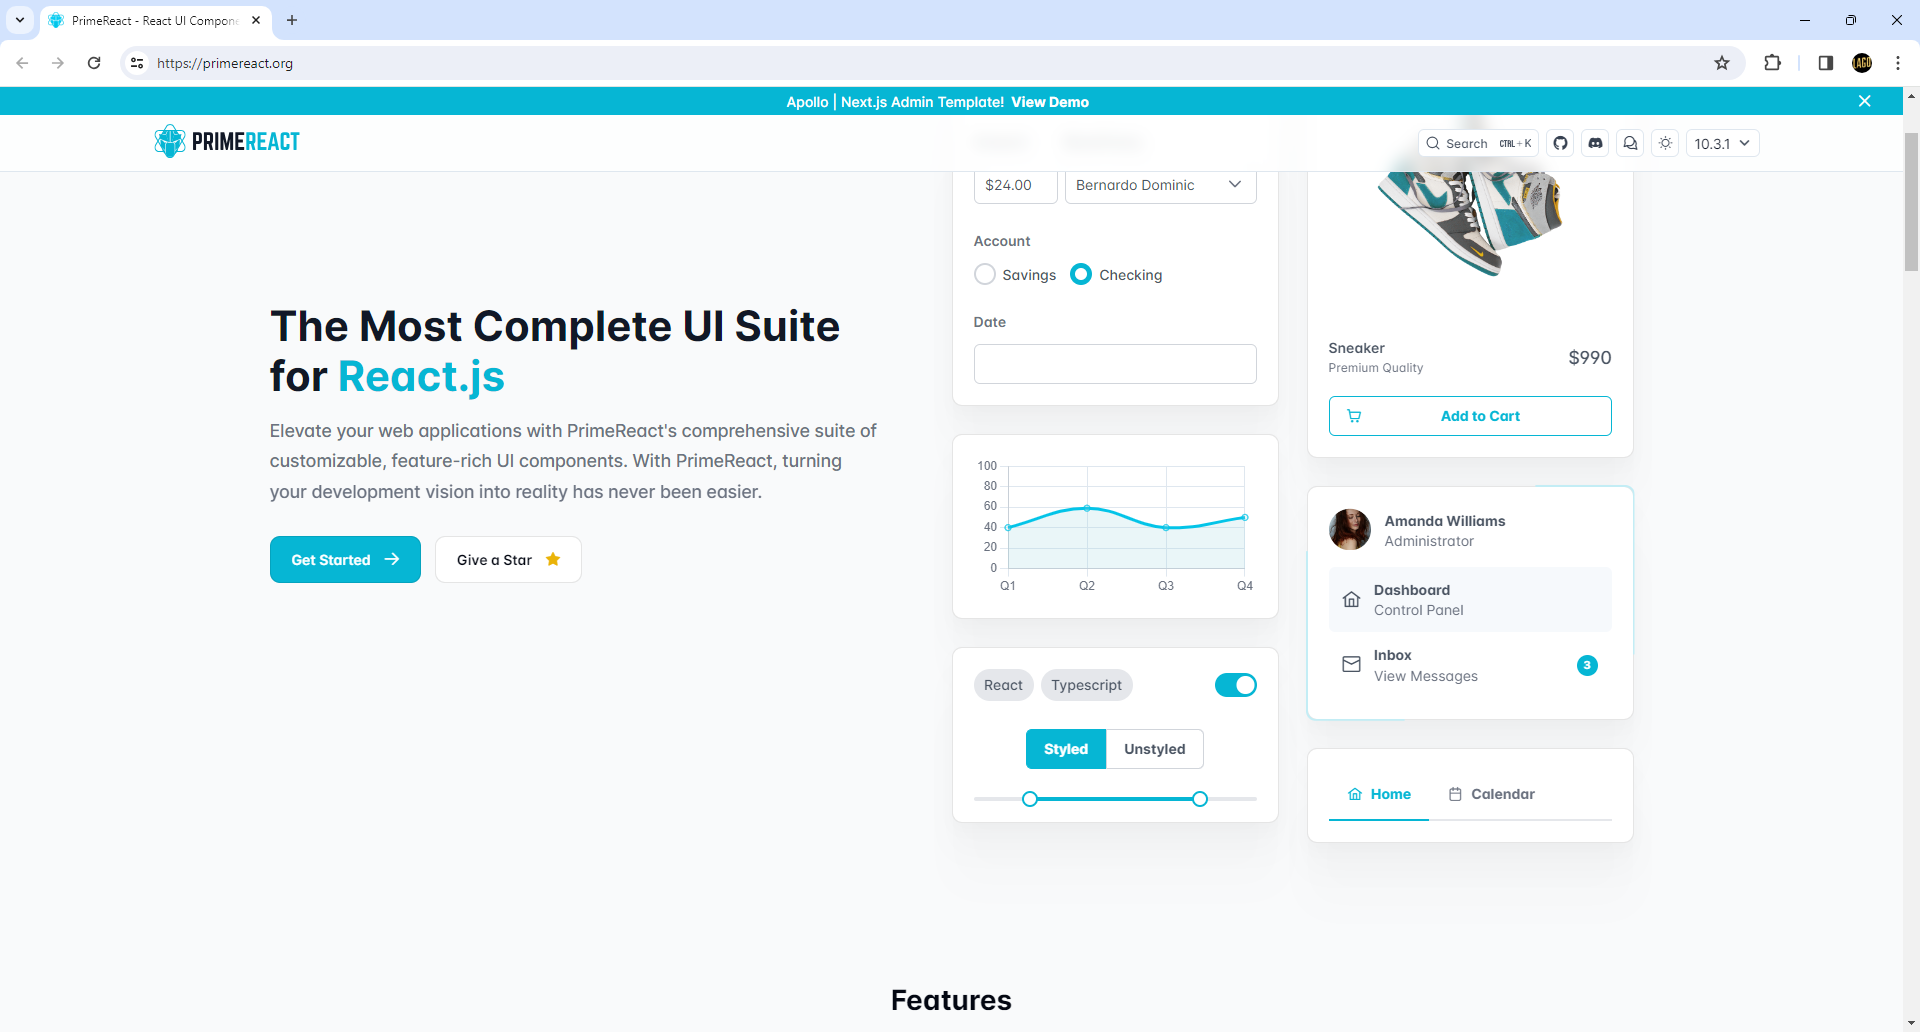 PrimeReact - React UI Compone
https://primereact.org
Apollo | Next.js Admin Template! View Demo
PRIMEREACT
Search CTRL+K
10.3.1
$24.00
Bernardo Dominic
Account
Savings
Checking
Date
The Most Complete UI Suite
for React.js
Elevate your web applications with PrimeReact's comprehensive suite of
customizable, feature-rich UI components. With PrimeReact, turning
your development vision into reality has never been easier.
Get Started
Give a Star
100
80
60
40
20
0
Q1 Q2 Q3 Q4
React
Typescript
Styled
Unstyled
Sneaker
Premium Quality
$990
Add to Cart
Amanda Williams
Administrator
Dashboard
Control Panel
Inbox
View Messages
3
Home
Calendar
Features